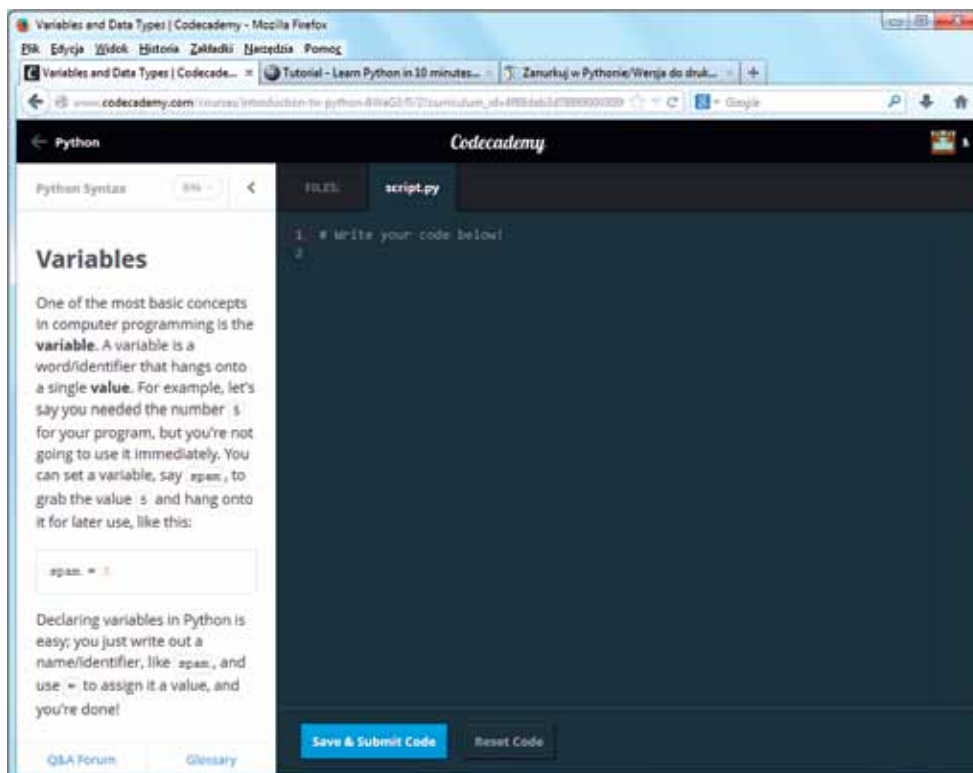 Variables and Data Types | Codecademy - Mozilla Firefox
Plik Edycja Widok Historia Zakładki Narzędzia Pomoc
Variables and Data Types | Codecade... × Tutorial - Learn Python in 10 minutes... × Zanurkuj w Pythonie/Wersja do druk... × +
www.codecademy.com Google
← Python Codecademy
Python Syntax
FILES: script.py
1 # Write your code below!
2
Variables
One of the most basic concepts
in computer programming is the
variable. A variable is a
word/identifier that hangs onto
a single value. For example, let's
say you needed the number 5
for your program, but you're not
going to use it immediately. You
can set a variable, say spam, to
grab the value 5 and hang onto
it for later use, like this:
spam = 5
Declaring variables in Python is
easy; you just write out a
name/identifier, like spam, and
use = to assign it a value, and
you're done!
Q&A Forum Glossary
Save & Submit Code Reset Code